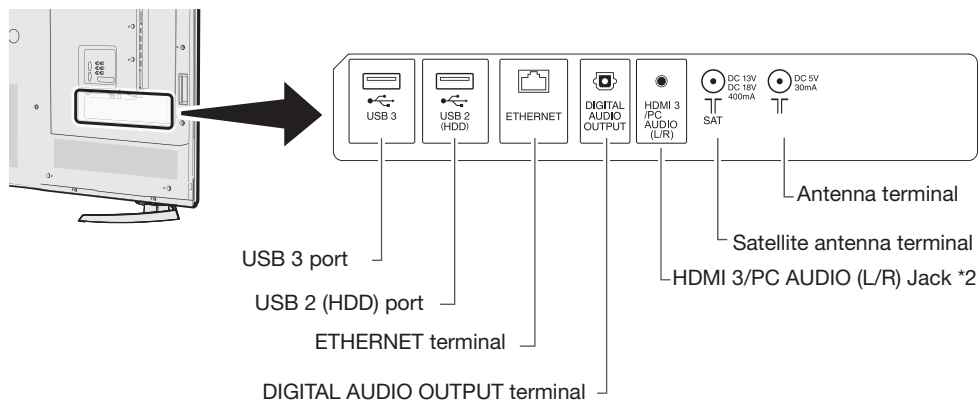 USB 3
USB 2
(HDD)
ETHERNET
DIGITAL
AUDIO
OUTPUT
HDMI 3
/PC
AUDIO
(L/R)
DC 13V
DC 18V
400mA
SAT
DC 5V
30mA
Antenna terminal
Satellite antenna terminal
USB 3 port
HDMI 3/PC AUDIO (L/R) Jack *2
USB 2 (HDD) port
ETHERNET terminal
DIGITAL AUDIO OUTPUT terminal